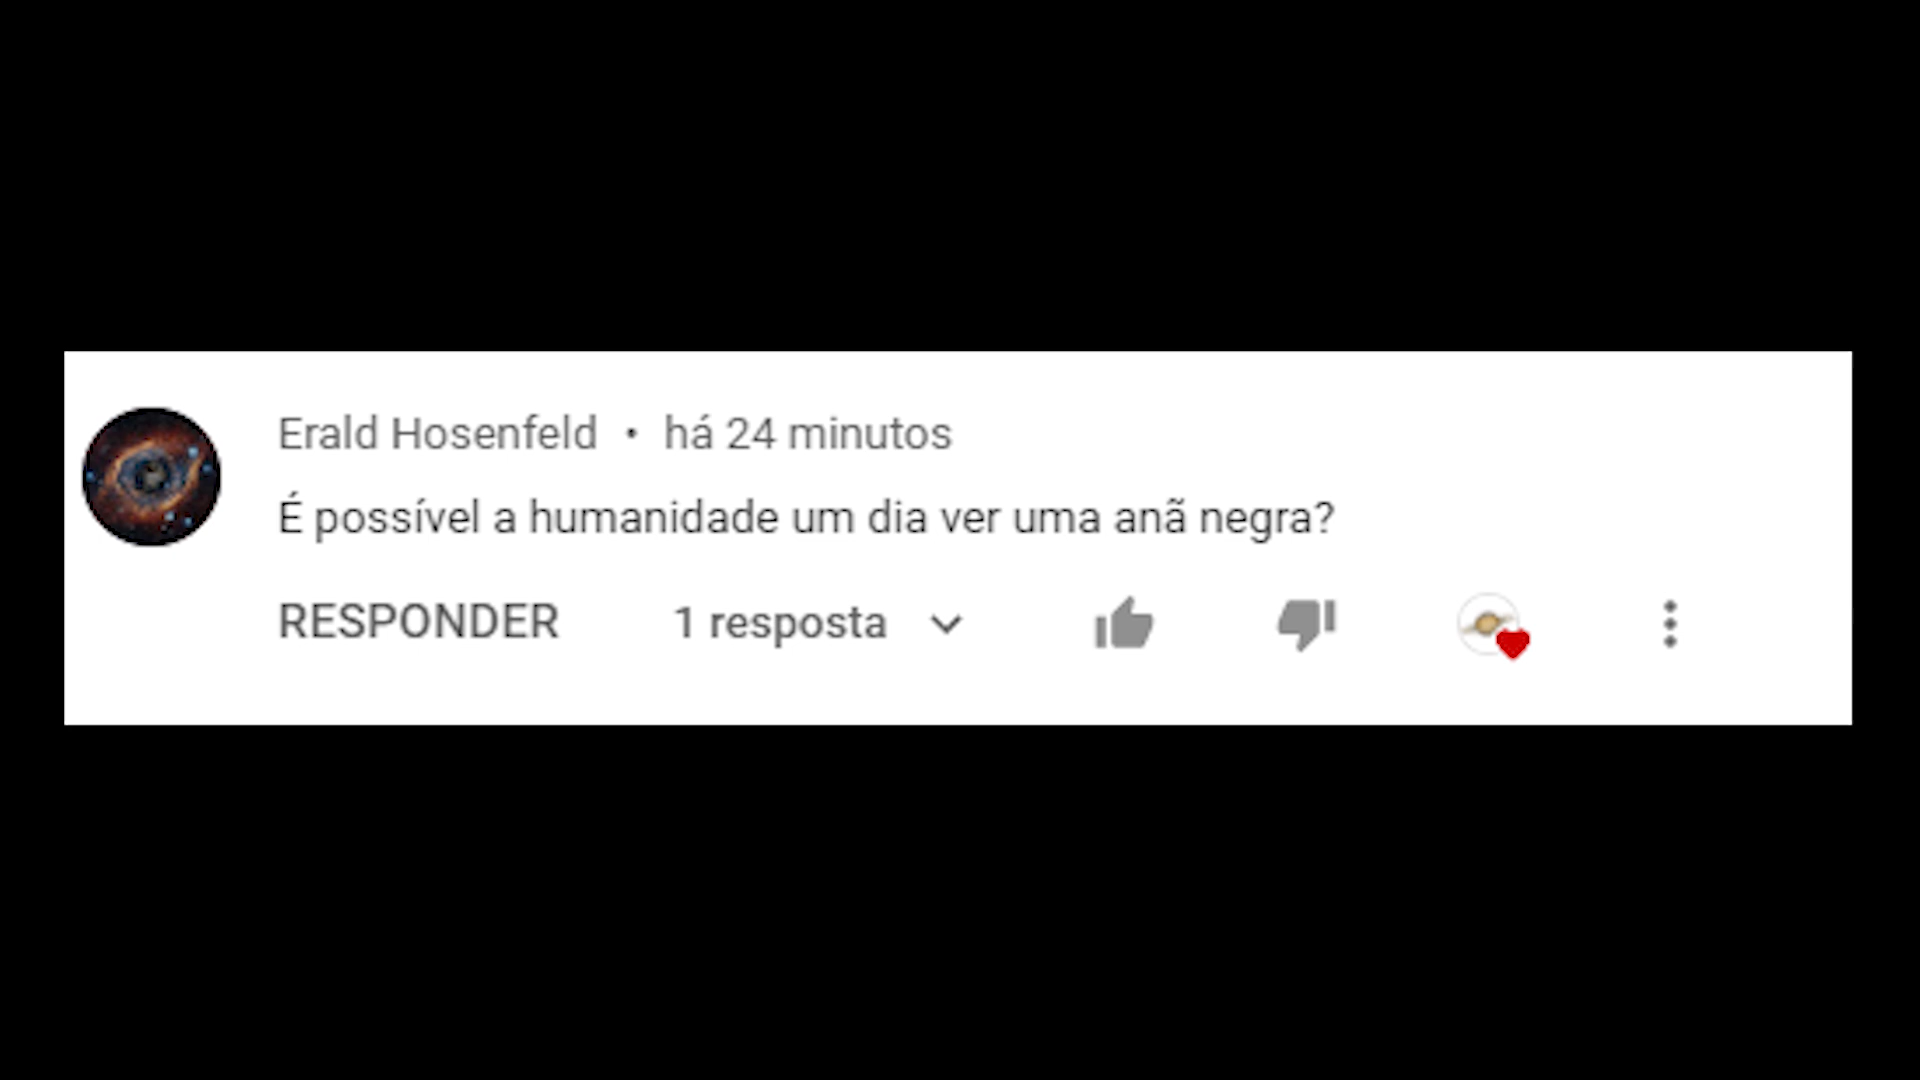 Erald Hosenfeld • há 24 minutos
É possível a humanidade um dia ver uma anã negra?
RESPONDER 1 resposta